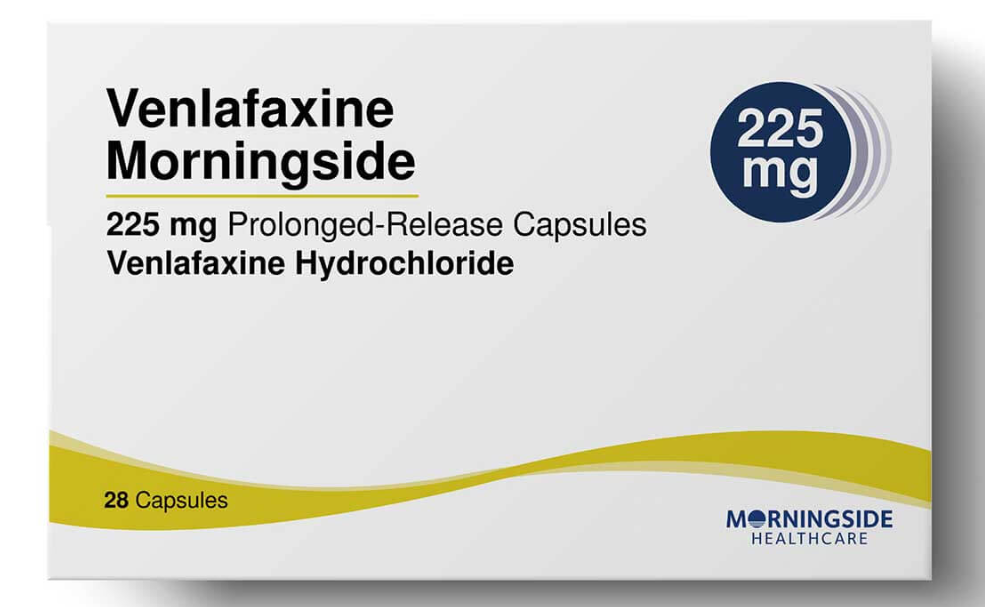 Venlafaxine
Morningside
225 mg
225 mg Prolonged-Release Capsules
Venlafaxine Hydrochloride
28 Capsules
MORNINGSIDE
HEALTHCARE